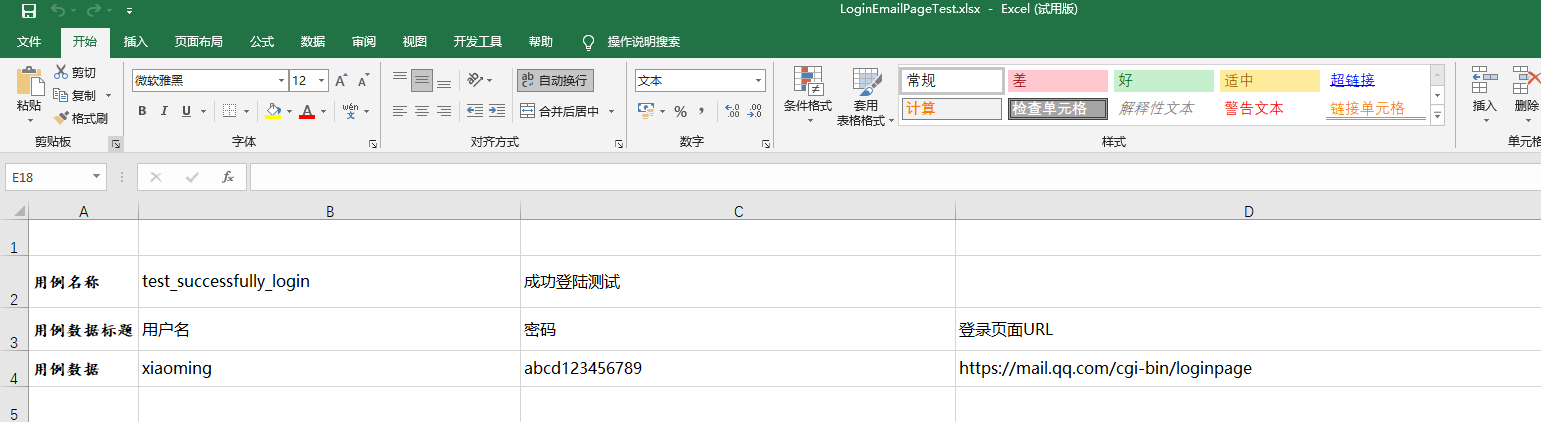 LoginEmailPageTest.xlsx - Excel (试用版)
文件 开始 插入 页面布局 公式 数据 审阅 视图 开发工具 帮助 操作说明搜索
粘贴 剪切
复制
格式刷
剪贴板
微软雅黑 12 A A
B I U A wén 文
字体
ab 自动换行
合并后居中
对齐方式
文本
% , .00 .00
数字
条件格式 套用
表格格式
常规 差 好 适中 超链接
计算 检查单元格 解释性文本 警告文本 链接单元格
样式
插入 删除
单元格
E18 fx
A B C D
1
2 用例名称 test_successfully_login 成功登陆测试
3 用例数据标题 用户名 密码 登录页面URL
4 用例数据 xiaoming abcd123456789 https://mail.qq.com/cgi-bin/loginpage
5